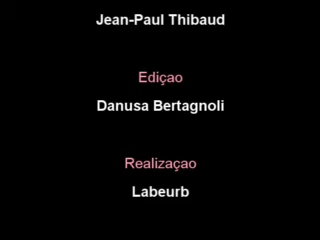 Jean-Paul Thibaud
Ediçao
Danusa Bertagnoli
Realizaçao
Labeurb